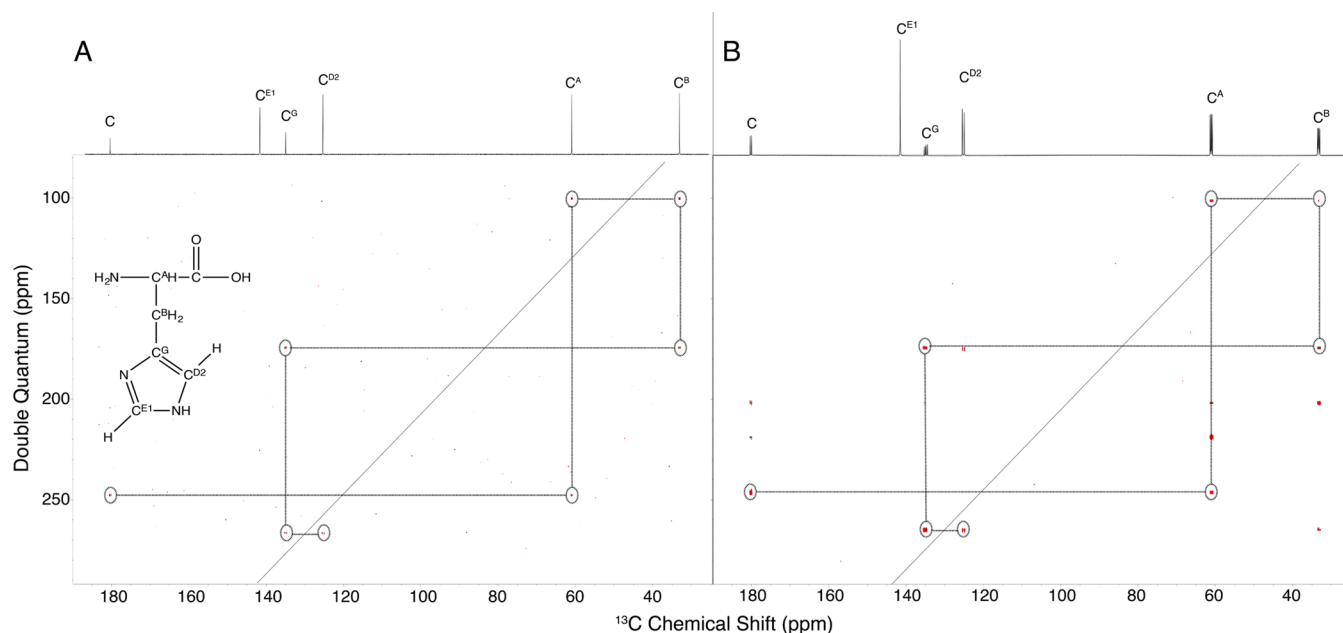 A
C
C^E1
C^G
C^D2
C^A
C^B
B
C
C^E1
C^G
C^D2
C^A
C^B
Double Quantum (ppm)
100
150
200
250
O
H₂N
C^AH
C
OH
C^BH₂
C^G
H
N
C^D2
C^E1
NH
H
180
160
140
120
100
80
60
40
180
160
140
120
100
80
60
40
¹³C Chemical Shift (ppm)